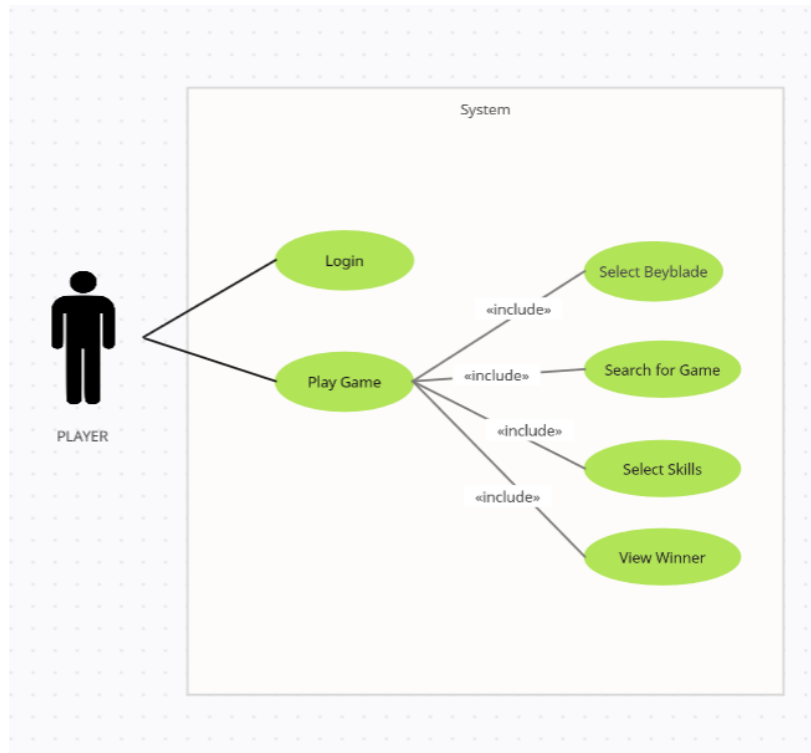 System
Login
Select Beyblade
«include»
Search for Game
«include»
Play Game
«include»
PLAYER
Select Skills
«include»
View Winner